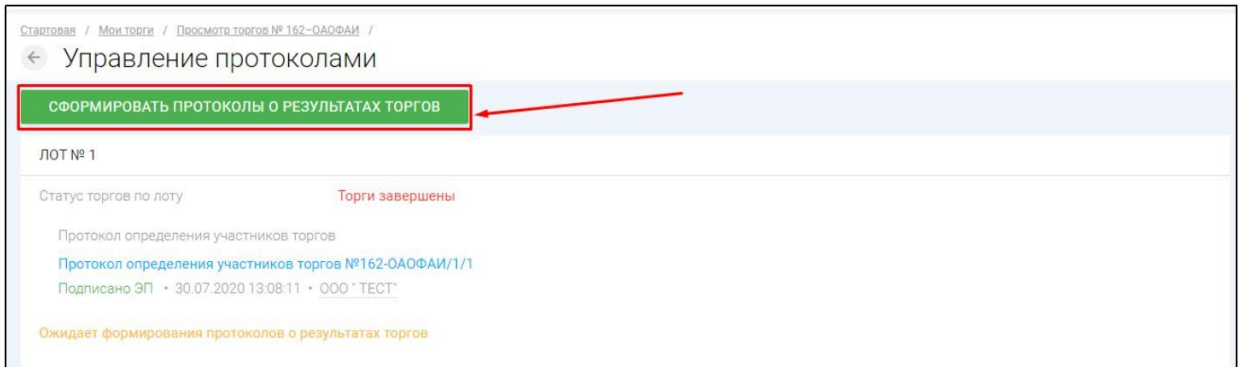 Стартовая / Мои торги / Просмотр торгов № 162-ОАОФАИ /
← Управление протоколами
СФОРМИРОВАТЬ ПРОТОКОЛЫ О РЕЗУЛЬТАТАХ ТОРГОВ
ЛОТ № 1
Статус торгов по лоту Торги завершены
Протокол определения участников торгов
Протокол определения участников торгов №162-ОАОФАИ/1/1
Подписано ЭП • 30.07.2020 13:08:11 • ООО " ТЕСТ"
Ожидает формирования протоколов о результатах торгов